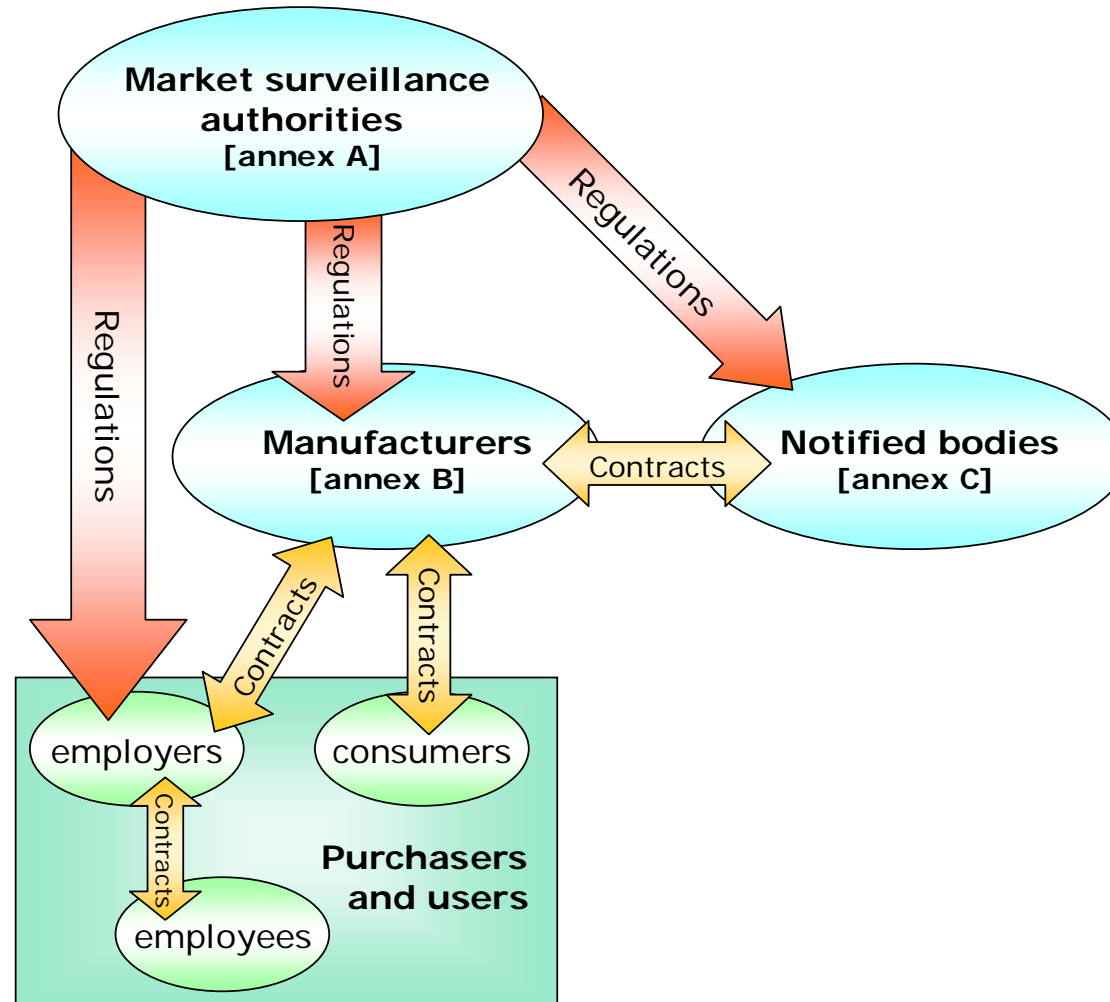 Market surveillance
authorities
[annex A]
Regulations
Regulations
Regulations
Manufacturers
[annex B]
Contracts
Notified bodies
[annex C]
Contracts
Contracts
employers
consumers
Contracts
Purchasers
and users
employees